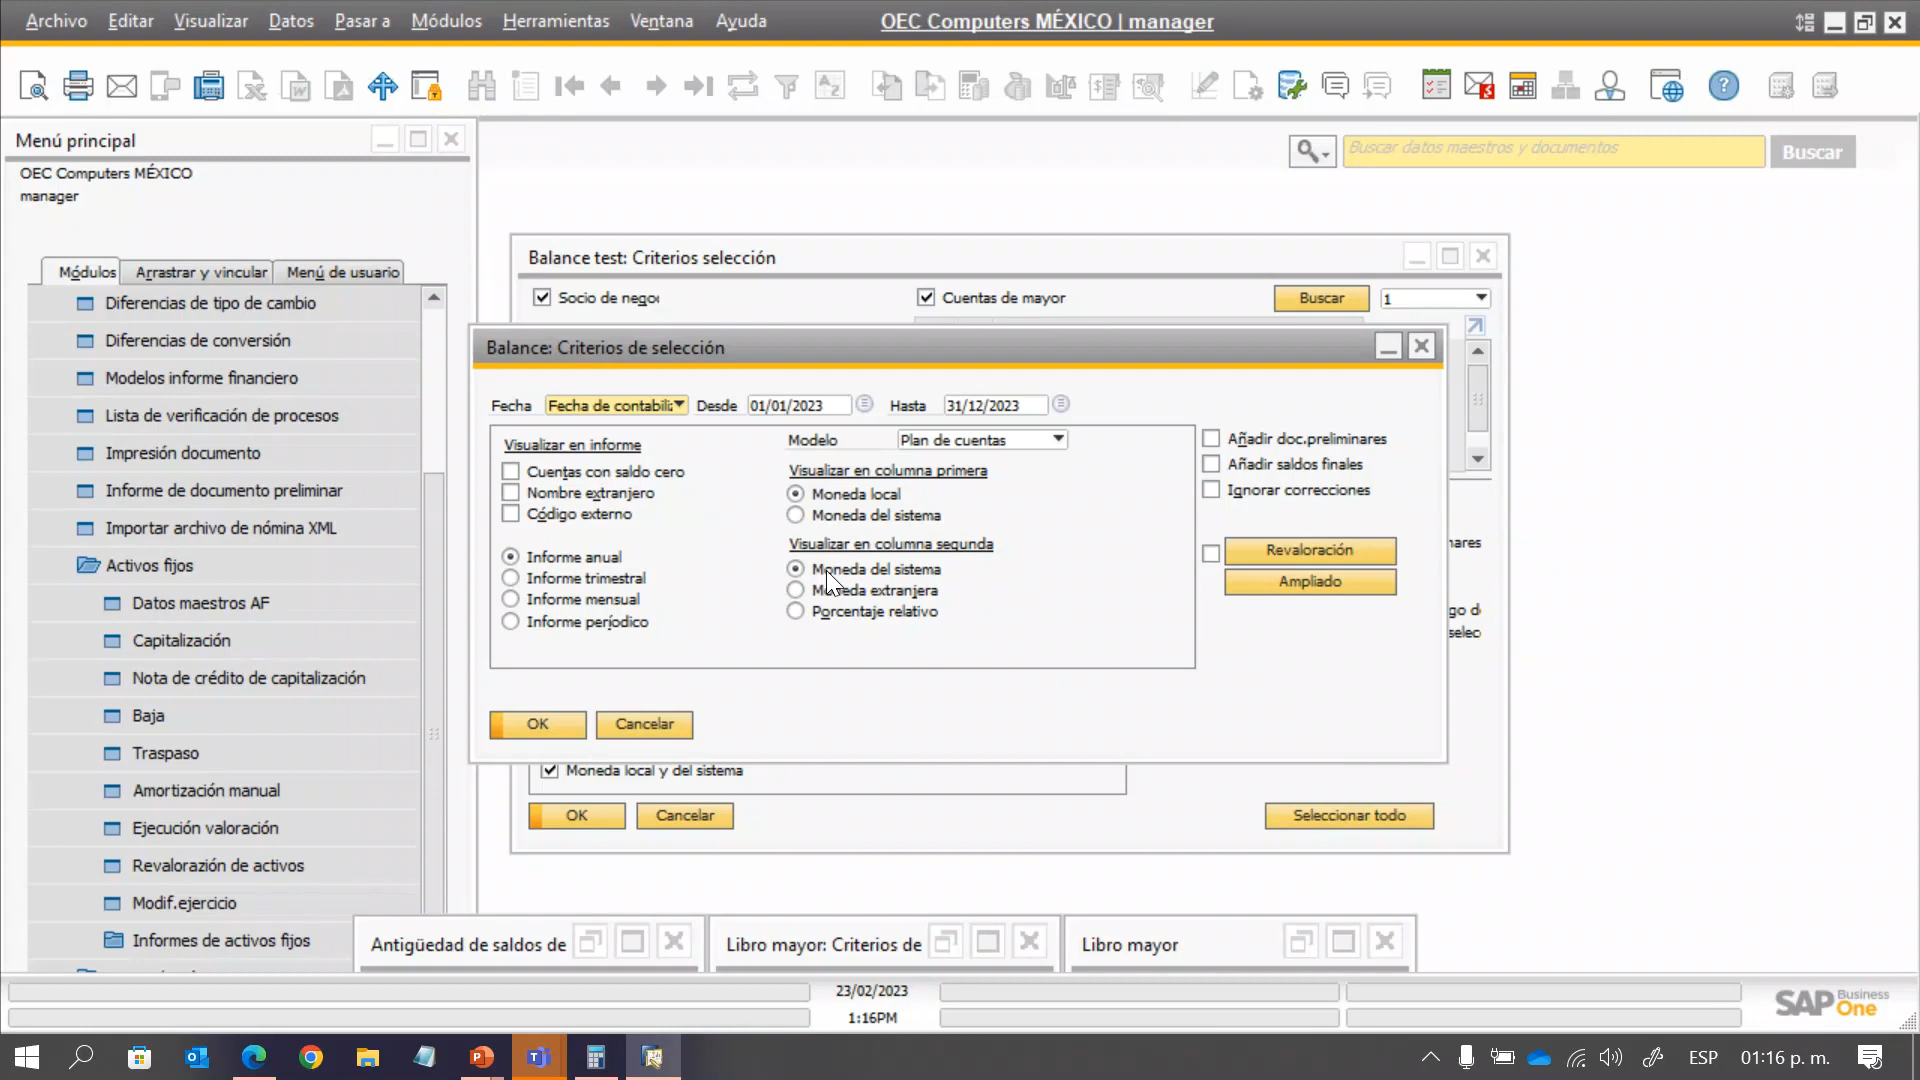 Archivo Editar Visualizar Datos Pasar a Módulos Herramientas Ventana Ayuda OEC Computers MÉXICO | manager
Menú principal
OEC Computers MÉXICO
manager
Buscar datos maestros y documentos Buscar
Módulos Arrastrar y vincular Menú de usuario
Diferencias de tipo de cambio
Diferencias de conversión
Modelos informe financiero
Lista de verificación de procesos
Impresión documento
Informe de documento preliminar
Importar archivo de nómina XML
Activos fijos
Datos maestros AF
Capitalización
Nota de crédito de capitalización
Baja
Traspaso
Amortización manual
Ejecución valoración
Revalorazión de activos
Modif.ejercicio
Informes de activos fijos
Balance test: Criterios selección
Socio de nego Cuentas de mayor Buscar 1
Balance: Criterios de selección
Fecha Fecha de contabili Desde 01/01/2023 Hasta 31/12/2023
Visualizar en informe
Cuentas con saldo cero
Nombre extranjero
Código externo
Informe anual
Informe trimestral
Informe mensual
Informe periódico
Modelo Plan de cuentas
Visualizar en columna primera
Moneda local
Moneda del sistema
Visualizar en columna segunda
Moneda del sistema
Moneda extranjera
Porcentaje relativo
Añadir doc.preliminares
Añadir saldos finales
Ignorar correcciones
Revaloración
Ampliado
OK Cancelar
nares
go d
selec
Moneda local y del sistema
OK Cancelar Seleccionar todo
Antigüedad de saldos de Libro mayor: Criterios de Libro mayor
23/02/2023
1:16PM
SAP Business One
ESP 01:16 p. m.